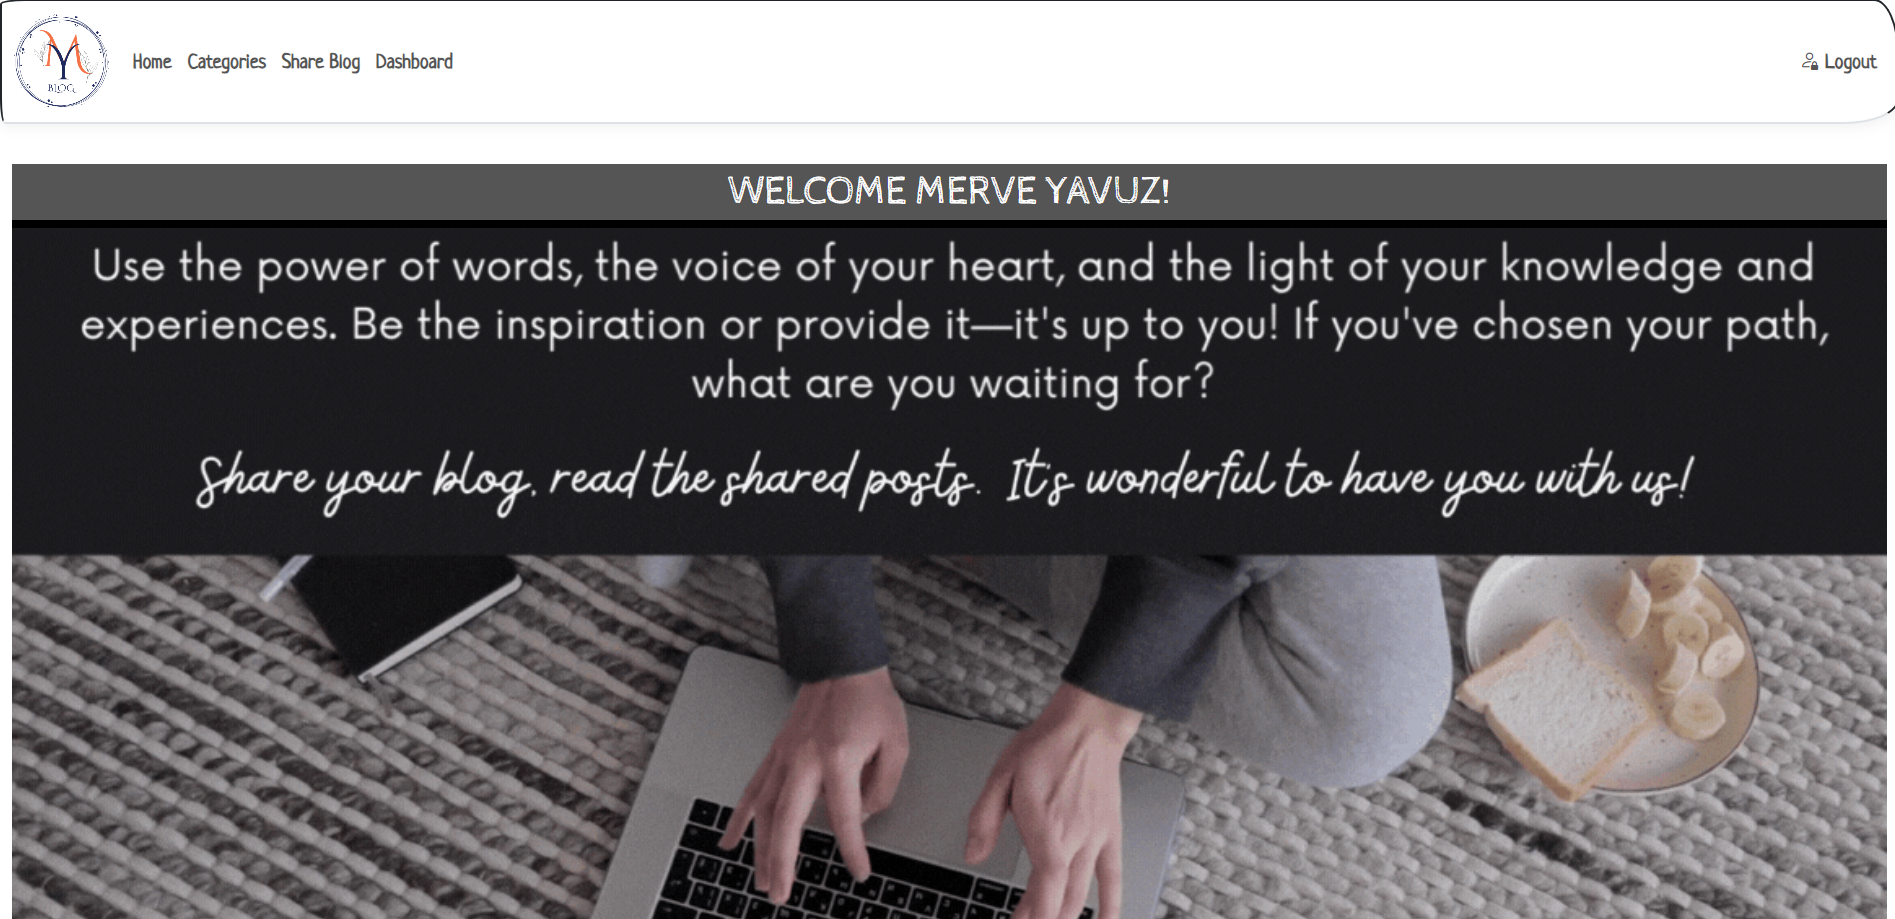 MY
BLOG
Home Categories Share Blog Dashboard
Logout
WELCOME MERVE YAVUZ!
Use the power of words, the voice of your heart, and the light of your knowledge and
experiences. Be the inspiration or provide it—it's up to you! If you've chosen your path,
what are you waiting for?
Share your blog, read the shared posts. It's wonderful to have you with us!